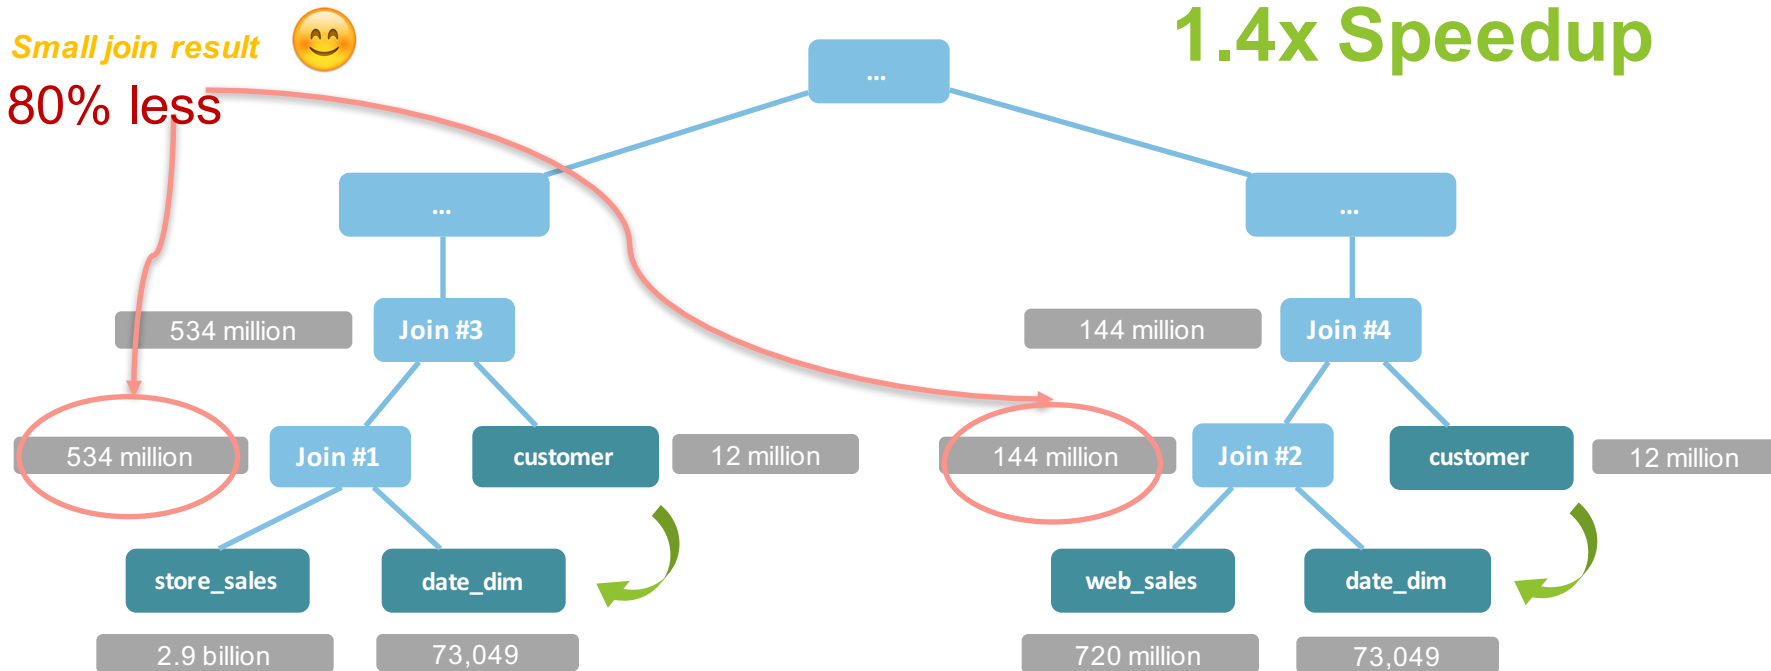 1.4x Speedup
Small join result
80% less
...
...
...
534 million
Join #3
144 million
Join #4
534 million
Join #1
customer
12 million
144 million
Join #2
customer
12 million
store_sales
date_dim
web_sales
date_dim
2.9 billion
73,049
720 million
73,049